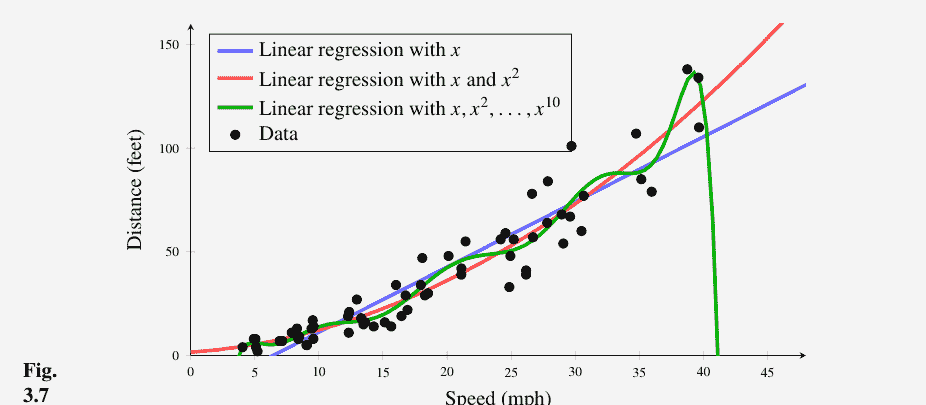 150
100
50
0
Distance (feet)
Linear regression with x
Linear regression with x and x²
Linear regression with x, x², . . . , x¹⁰
Data
0 5 10 15 20 25 30 35 40 45
Speed (mph)
Fig.
3.7